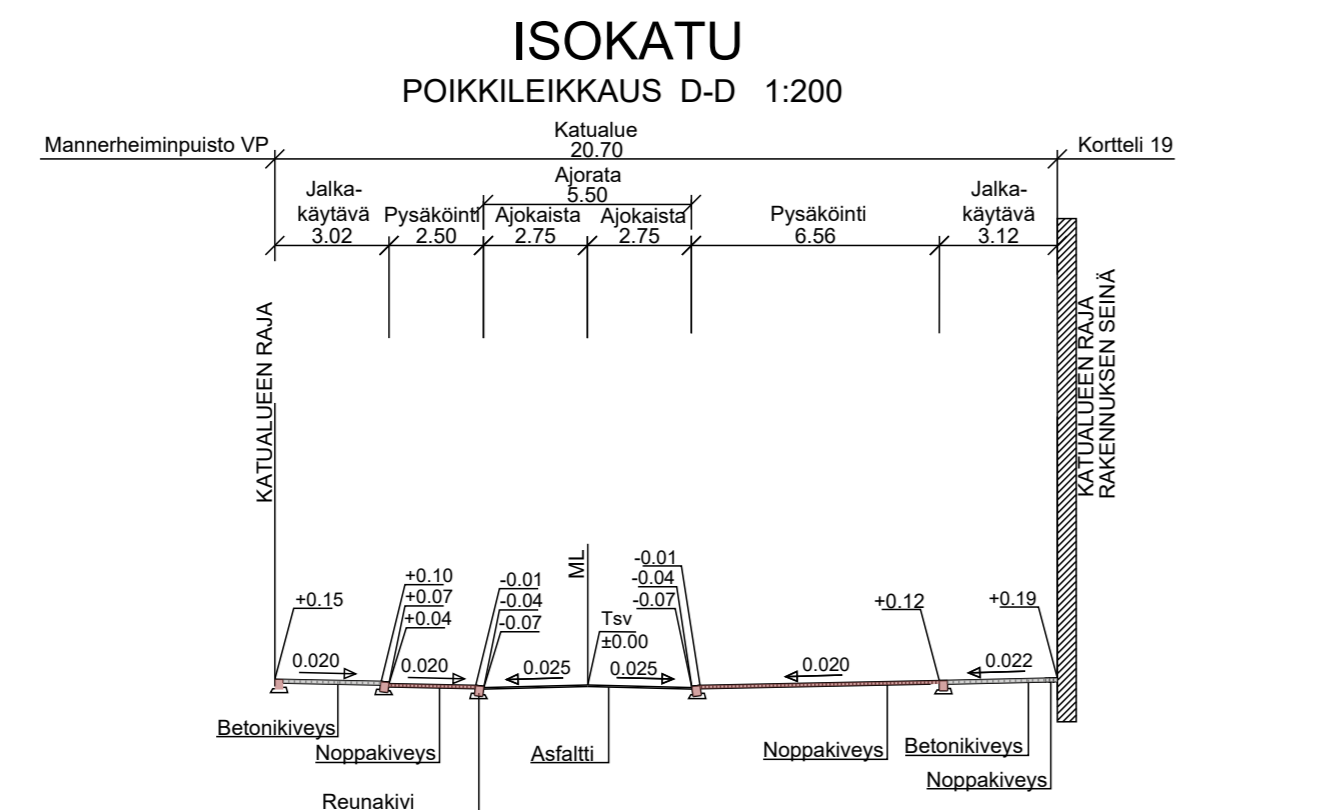 ISOKATU
POIKKILEIKKAUS D-D 1:200
Katualue
Mannerheiminpuisto VP
20.70
Kortteli 19
Ajorata
5.50
Jalka-
käytävä
3.02
Pysäköinti
2.50
Ajokaista
2.75
Ajokaista
2.75
Pysäköinti
6.56
Jalka-
käytävä
3.12
KATUALUEEN RAJA
KATUALUEEN RAJA
RAKENNUKSEN SEINÄ
+0.15
+0.10
+0.07
+0.04
-0.01
-0.04
-0.07
ML
Tsv
±0.00
-0.01
-0.04
-0.07
+0.12
+0.19
0.020
0.020
0.025
0.025
0.020
0.022
Betonikiveys
Noppakiveys
Asfaltti
Noppakiveys
Betonikiveys
Noppakiveys
Reunakivi